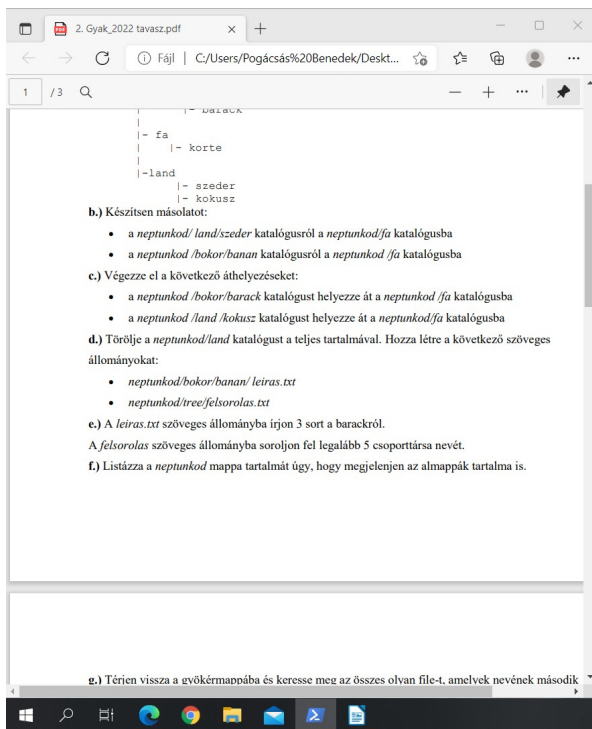 2. Gyak_2022 tavasz.pdf
Fájl | C:/Users/Pogácsás%20Benedek/Deskt...
1 / 3
|- barack
|
|- fa
| |- korte
|
|-land
|- szeder
|- kokusz
b.) Készítsen másolatot:
• a neptunkod/ land/szeder katalógusról a neptunkod/fa katalógusba
• a neptunkod /bokor/banan katalógusról a neptunkod /fa katalógusba
c.) Végezze el a következő áthelyezéseket:
• a neptunkod /bokor/barack katalógust helyezze át a neptunkod /fa katalógusba
• a neptunkod /land /kokusz katalógust helyezze át a neptunkod/fa katalógusba
d.) Törölje a neptunkod/land katalógust a teljes tartalmával. Hozza létre a következő szöveges
állományokat:
• neptunkod/bokor/banan/ leiras.txt
• neptunkod/tree/felsorolas.txt
e.) A leiras.txt szöveges állományba írjon 3 sort a barackról.
A felsorolas szöveges állományba soroljon fel legalább 5 csoporttársa nevét.
f.) Listázza a neptunkod mappa tartalmát úgy, hogy megjelenjen az almappák tartalma is.
g.) Térjen vissza a gyökérmappába és keresse meg az összes olyan file-t, amelyek nevének második